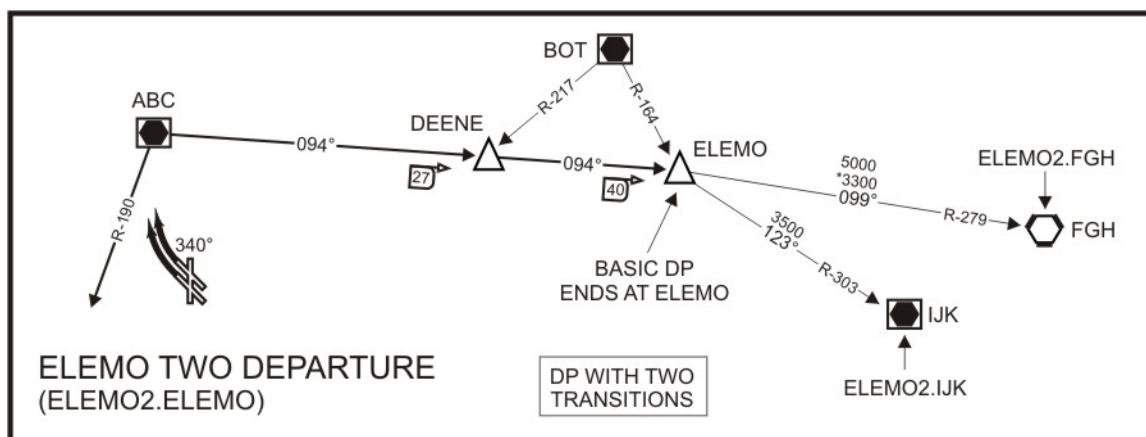 BOT
ABC
R-217
R-164
DEENE
094°
094°
ELEMO
27
40
5000
*3300
099°
R-279
ELEMO2.FGH
FGH
R-190
340°
3500
123°
R-303
BASIC DP
ENDS AT ELEMO
IJK
ELEMO TWO DEPARTURE
(ELEMO2.ELEMO)
DP WITH TWO
TRANSITIONS
ELEMO2.IJK